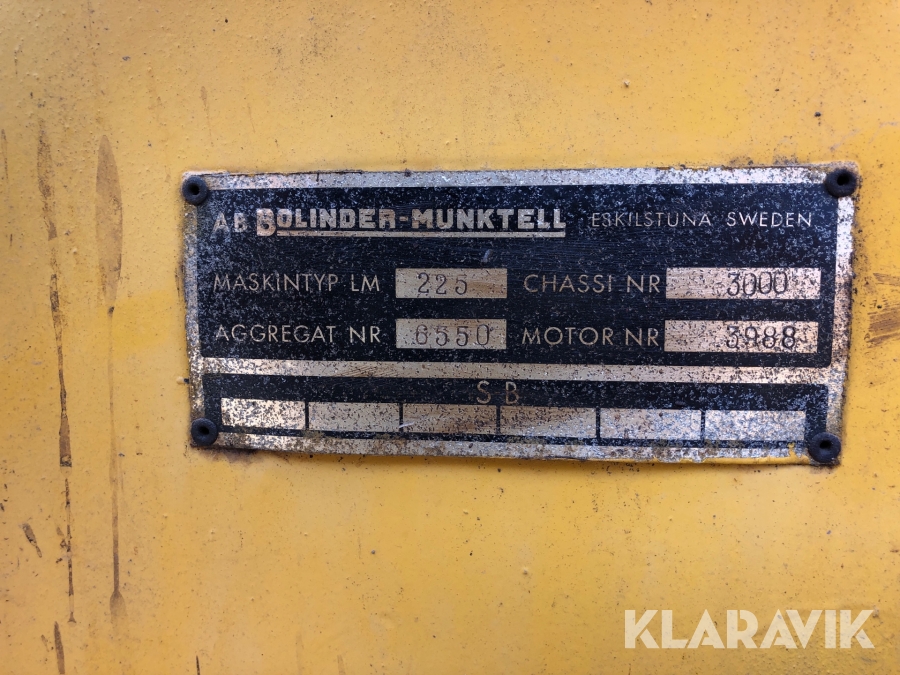 AB BOLINDER-MUNKTELL ESKILSTUNA SWEDEN
MASKINTYP LM 225 CHASSI NR 3000
AGGREGAT NR 6550 MOTOR NR 3988
SB
KLARAVIK